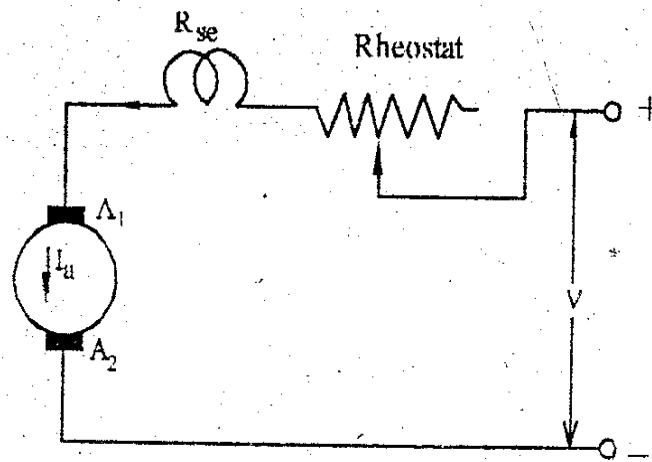 R_se
Rheostat
+
A_1
I_a
V
A_2
−